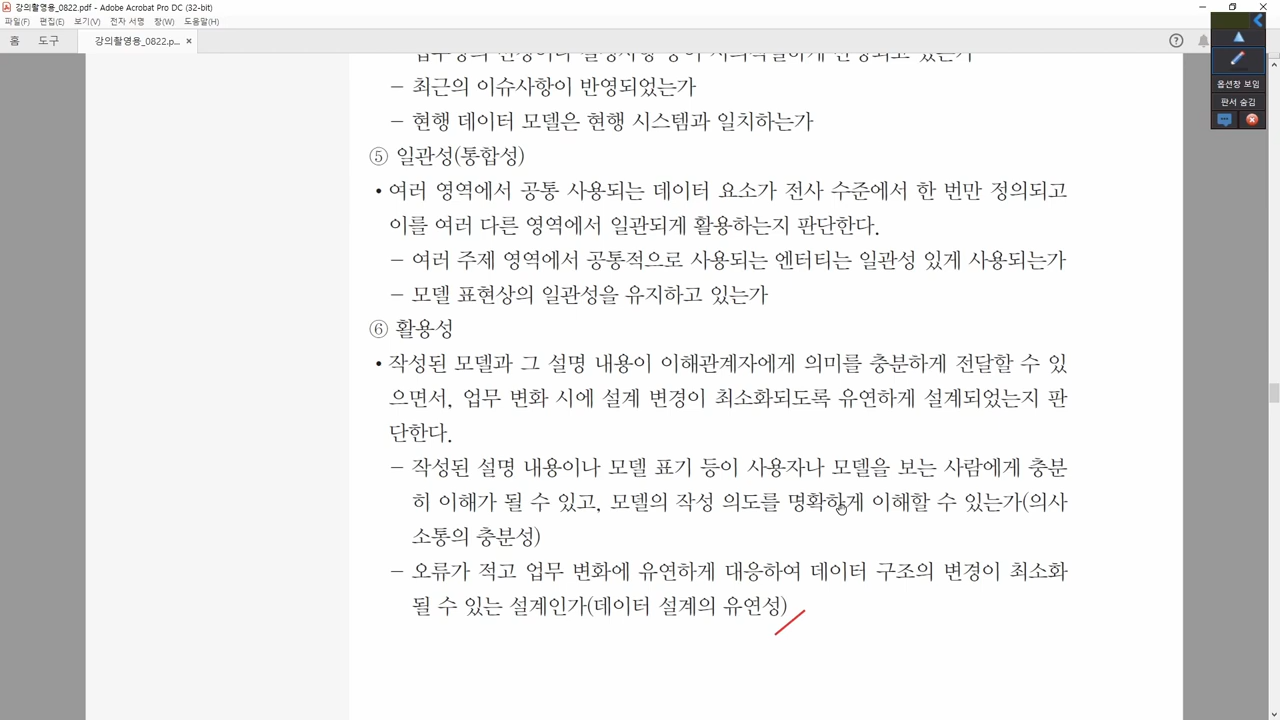 강의촬영용_0822.pdf - Adobe Acrobat Pro DC (32-bit)
파일(F) 편집(E) 보기(V) 전자 서명 창(W) 도움말(H)
홈 도구 강의촬영용_0822.p... ×
옵션창 보임
판서 숨김
– 최근의 이슈사항이 반영되었는가
– 현행 데이터 모델은 현행 시스템과 일치하는가
⑤ 일관성(통합성)
• 여러 영역에서 공통 사용되는 데이터 요소가 전사 수준에서 한 번만 정의되고
이를 여러 다른 영역에서 일관되게 활용하는지 판단한다.
– 여러 주제 영역에서 공통적으로 사용되는 엔터티는 일관성 있게 사용되는가
– 모델 표현상의 일관성을 유지하고 있는가
⑥ 활용성
• 작성된 모델과 그 설명 내용이 이해관계자에게 의미를 충분하게 전달할 수 있
으면서, 업무 변화 시에 설계 변경이 최소화되도록 유연하게 설계되었는지 판
단한다.
– 작성된 설명 내용이나 모델 표기 등이 사용자나 모델을 보는 사람에게 충분
히 이해가 될 수 있고, 모델의 작성 의도를 명확하게 이해할 수 있는가(의사
소통의 충분성)
– 오류가 적고 업무 변화에 유연하게 대응하여 데이터 구조의 변경이 최소화
될 수 있는 설계인가(데이터 설계의 유연성)